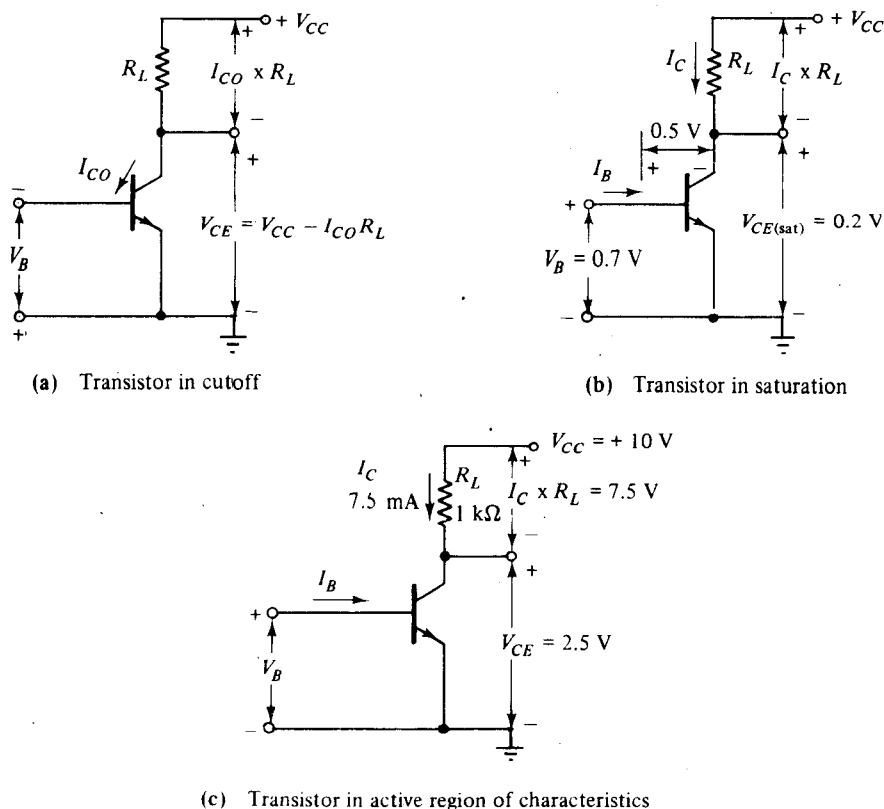 + V_CC
+
R_L
I_CO x R_L
−
+
I_CO
−
V_CE = V_CC − I_CO R_L
V_B
+
−
(a) Transistor in cutoff
+ V_CC
+
I_C
R_L
I_C x R_L
−
0.5 V
+
+
−
I_B
+
V_CE(sat) = 0.2 V
V_B = 0.7 V
−
−
(b) Transistor in saturation
V_CC = + 10 V
+
I_C
R_L
I_C x R_L = 7.5 V
7.5 mA
1 kΩ
−
+
I_B
+
V_CE = 2.5 V
V_B
−
−
(c) Transistor in active region of characteristics